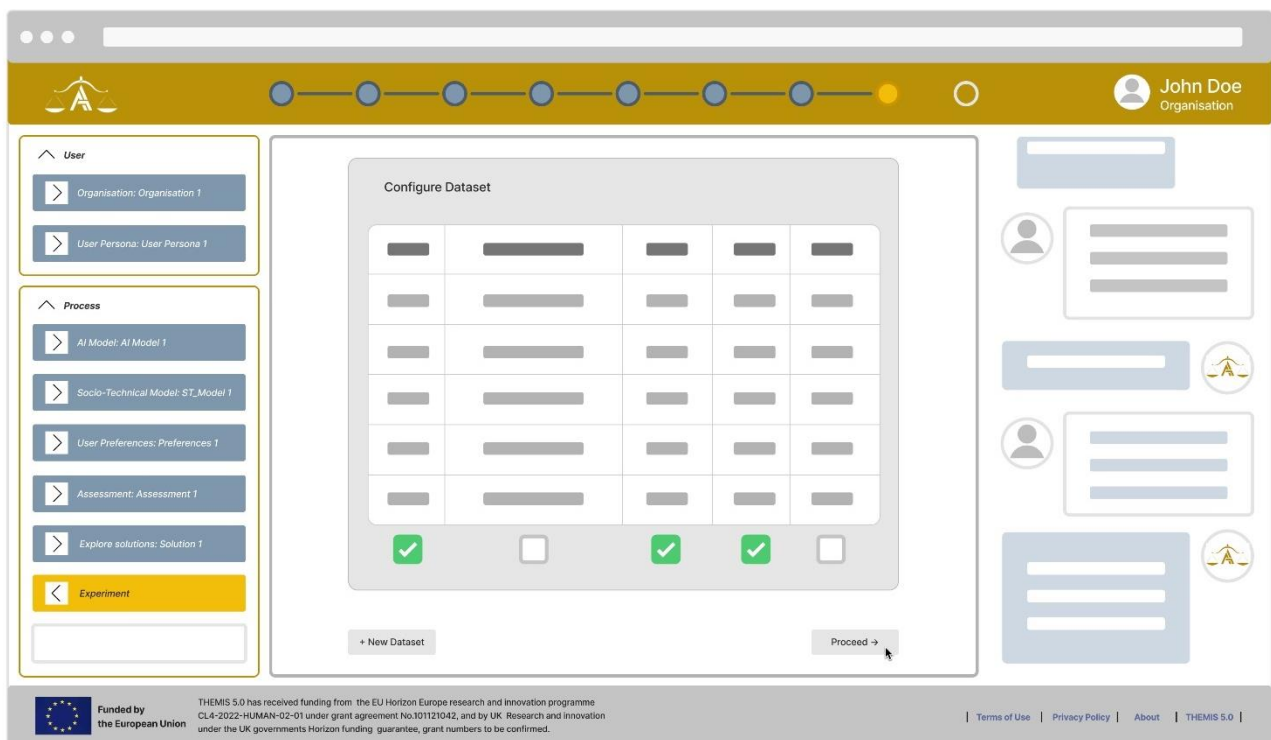 John Doe
Organisation
User
Organisation: Organisation 1
User Persona: User Persona 1
Process
AI Model: AI Model 1
Socio-Technical Model: ST_Model 1
User Preferences: Preferences 1
Assessment: Assessment 1
Explore solutions: Solution 1
Experiment
Configure Dataset
+ New Dataset
Proceed →
Funded by
the European Union
THEMIS 5.0 has received funding from the EU Horizon Europe research and innovation programme
CL4-2022-HUMAN-02-01 under grant agreement No.101121042, and by UK Research and innovation
under the UK governments Horizon funding guarantee, grant numbers to be confirmed.
| Terms of Use | Privacy Policy | About | THEMIS 5.0 |